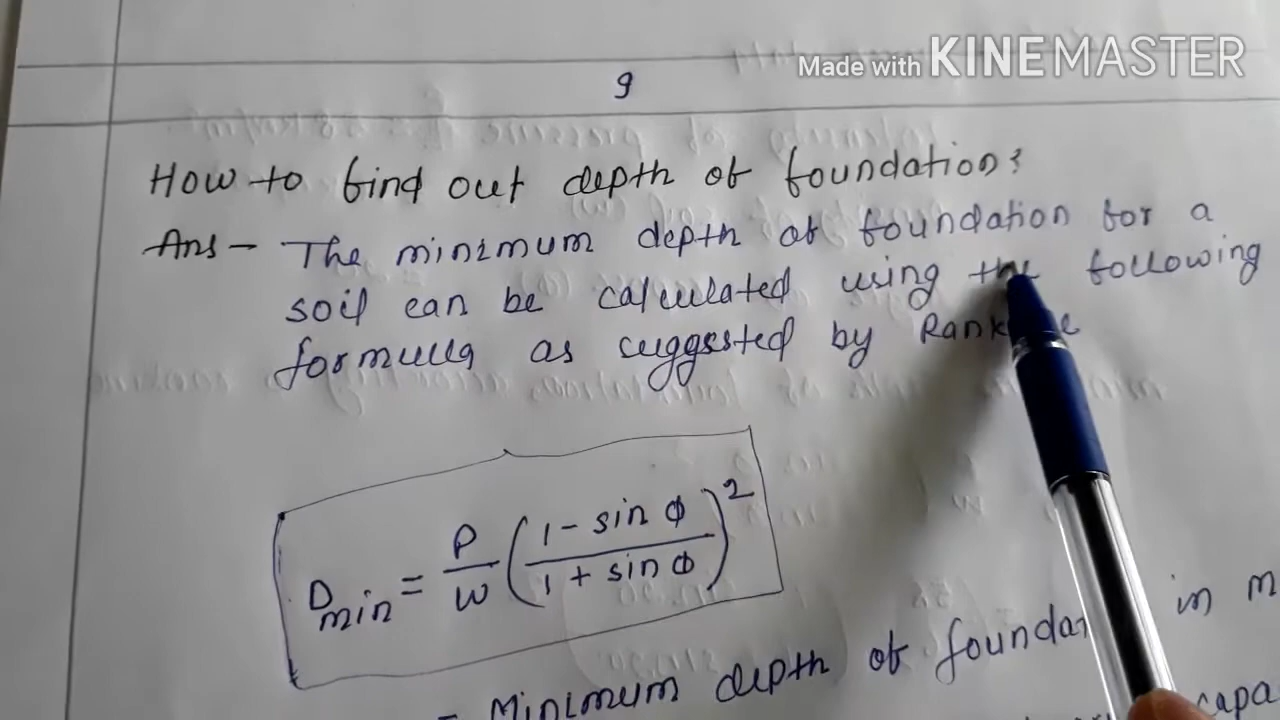 Made with KINEMASTER
9
How to find out depth of foundation?
Ans - The minimum depth of foundation for a
soil can be calculated using the following
formula as suggested by Rankine
D min = P/W (1 - sin φ / 1 + sin φ)²
= Minimum depth of foundation in m